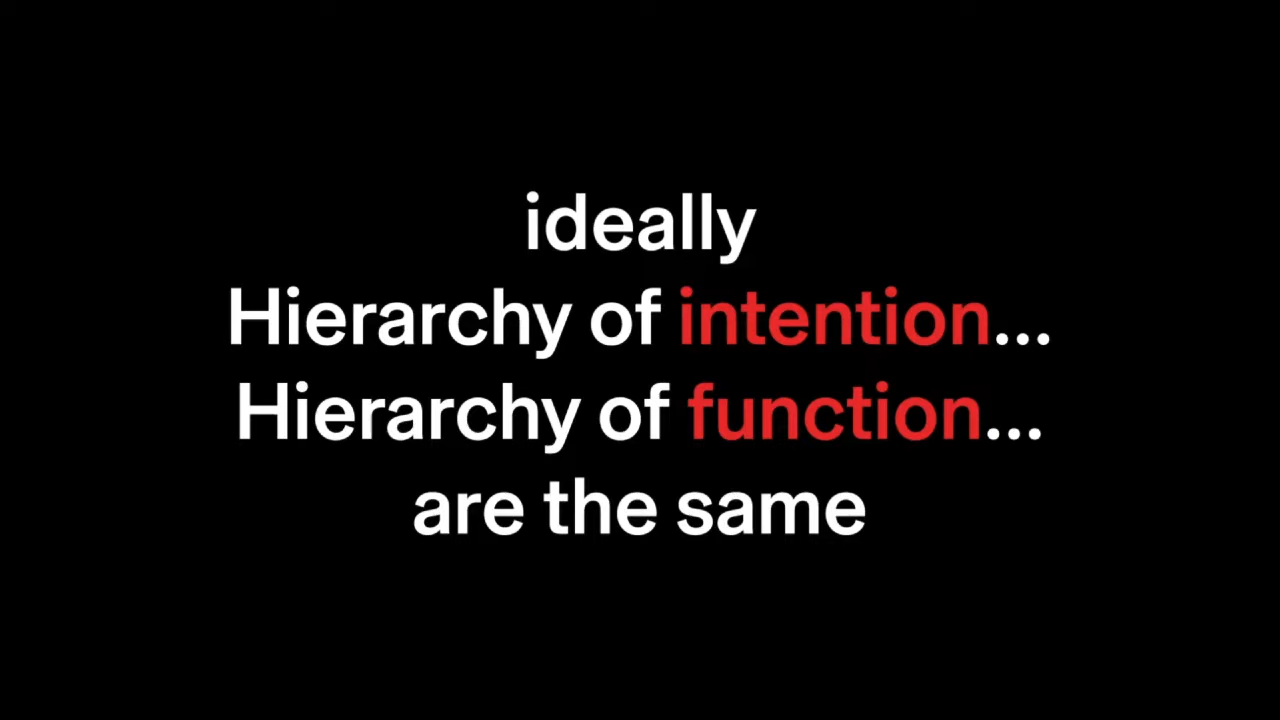 ideally
Hierarchy of intention...
Hierarchy of function...
are the same